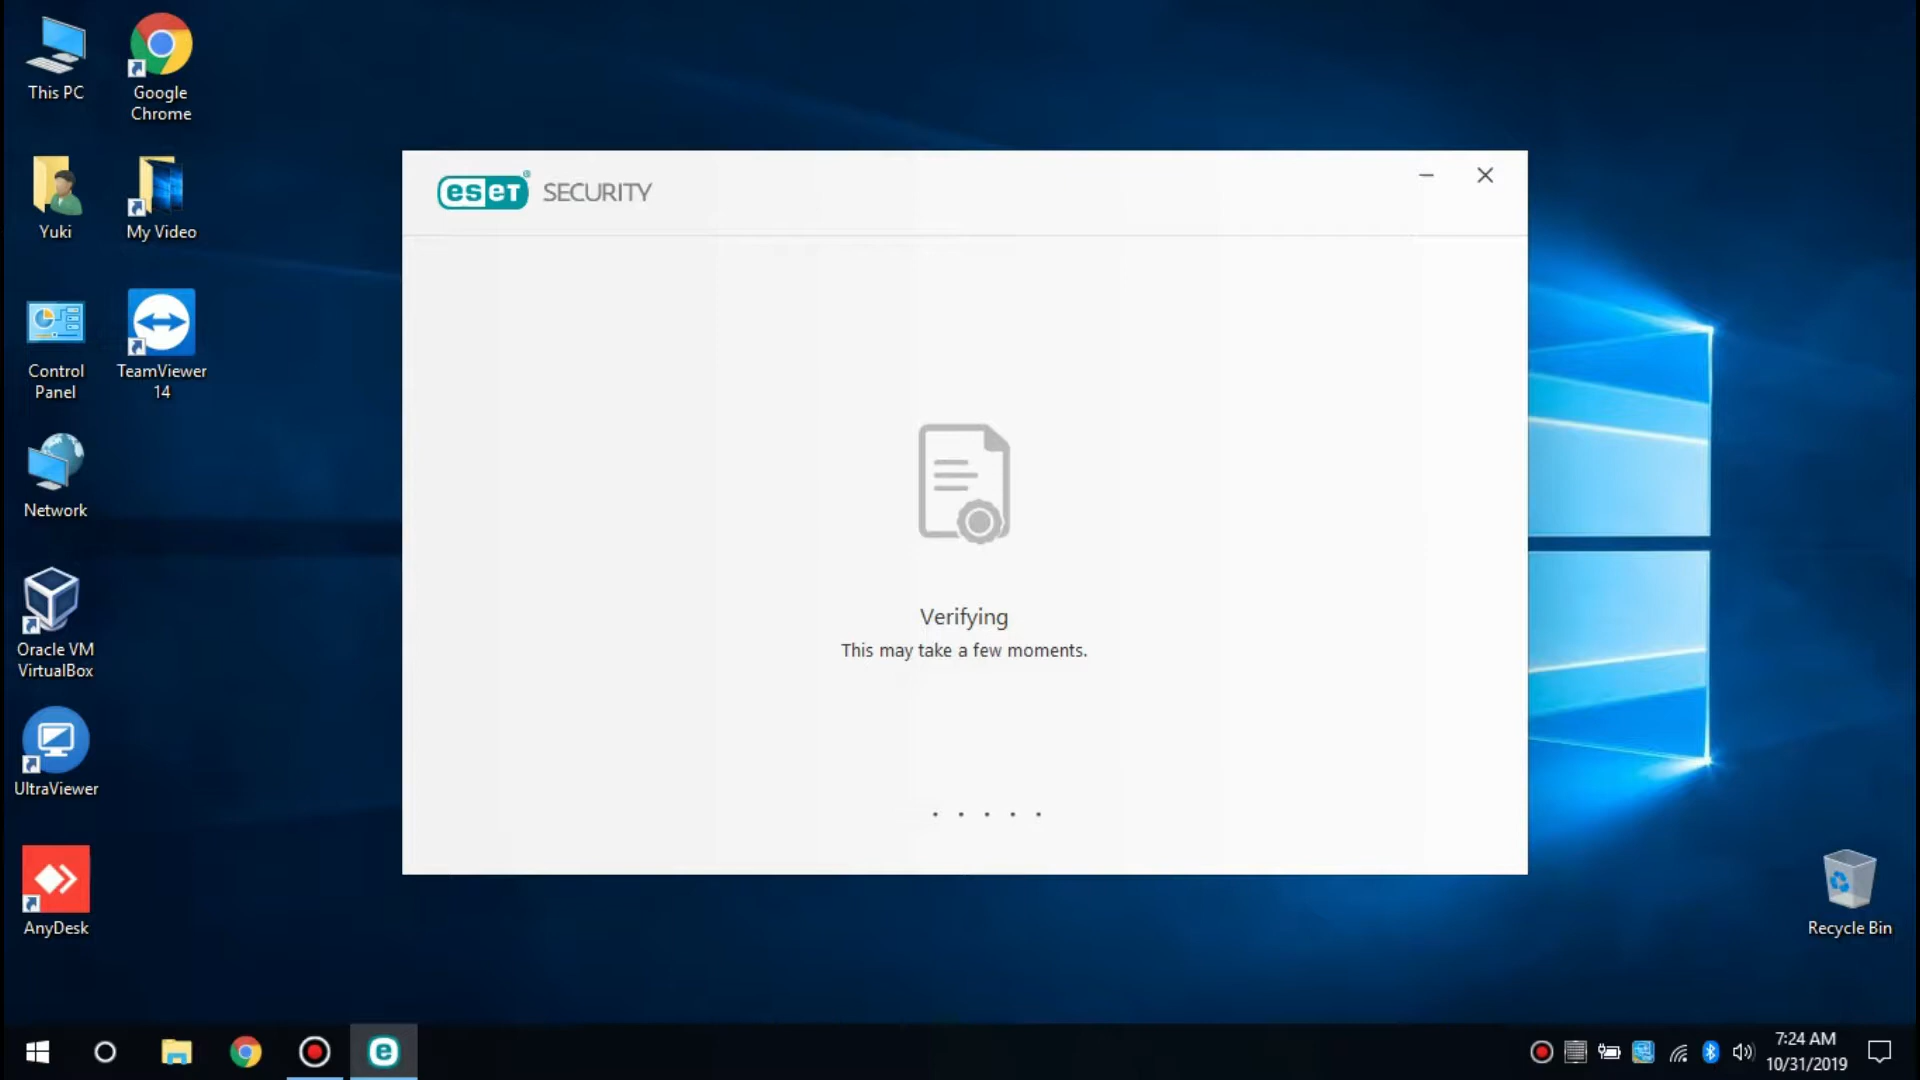 This PC
Google
Chrome
Yuki
My Video
Control
Panel
TeamViewer
14
Network
Oracle VM
VirtualBox
UltraViewer
AnyDesk
eset® SECURITY
Verifying
This may take a few moments.
Recycle Bin
e
7:24 AM
10/31/2019